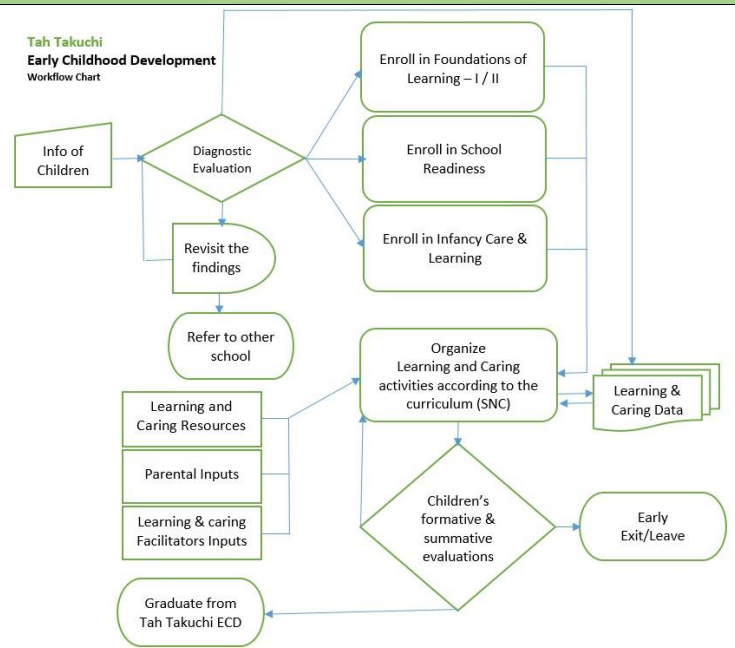 Tah Takuchi
Early Childhood Development
Workflow Chart
Info of
Children
Diagnostic
Evaluation
Enroll in Foundations of
Learning – I / II
Enroll in School
Readiness
Enroll in Infancy Care &
Learning
Revisit the
findings
Refer to other
school
Organize
Learning and Caring
activities according to the
curriculum (SNC)
Learning &
Caring Data
Learning and
Caring Resources
Parental Inputs
Learning & caring
Facilitators Inputs
Children's
formative &
summative
evaluations
Early
Exit/Leave
Graduate from
Tah Takuchi ECD